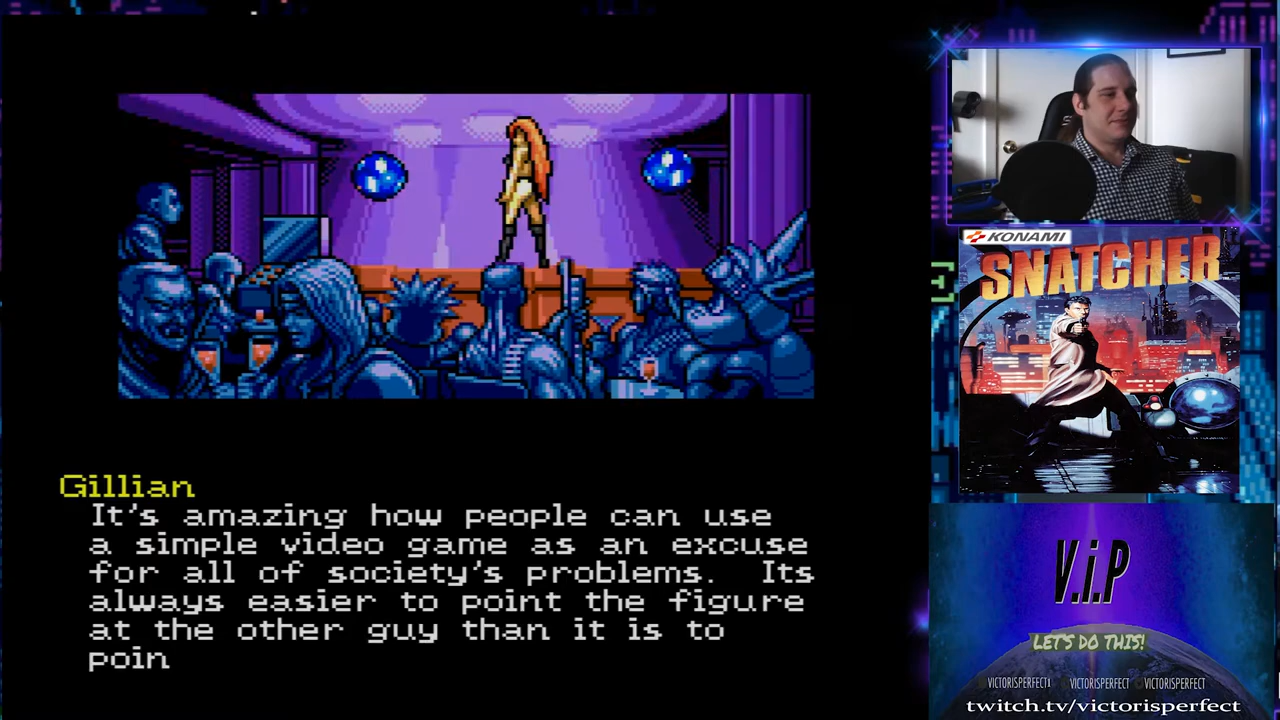 Gillian
It's amazing how people can use
a simple video game as an excuse
for all of society's problems. Its
always easier to point the figure
at the other guy than it is to
poin
KONAMI
SNATCHER
V.i.P
LET'S DO THIS!
VICTORISPERFECT1 VICTORISPERFECT VICTORISPERFECT
twitch.tv/victorisperfect